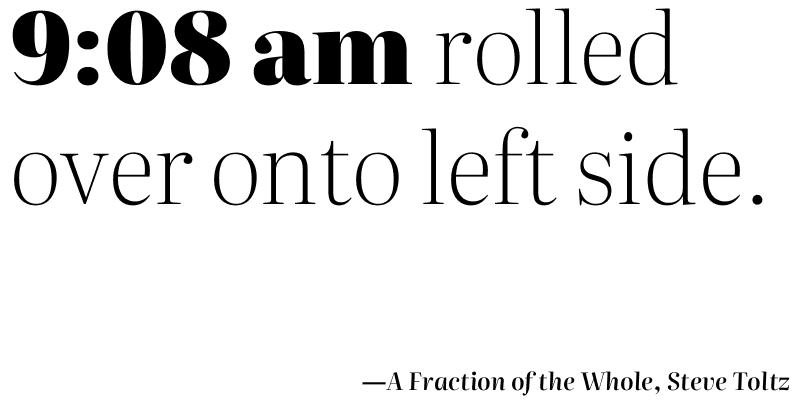 9:08 am rolled
over onto left side.
—A Fraction of the Whole, Steve Toltz